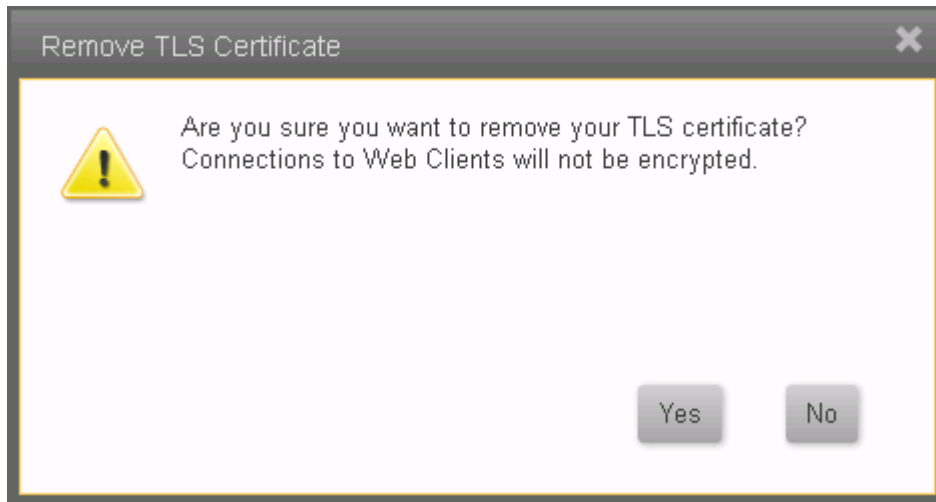 Remove TLS Certificate
Are you sure you want to remove your TLS certificate?
Connections to Web Clients will not be encrypted.
Yes No